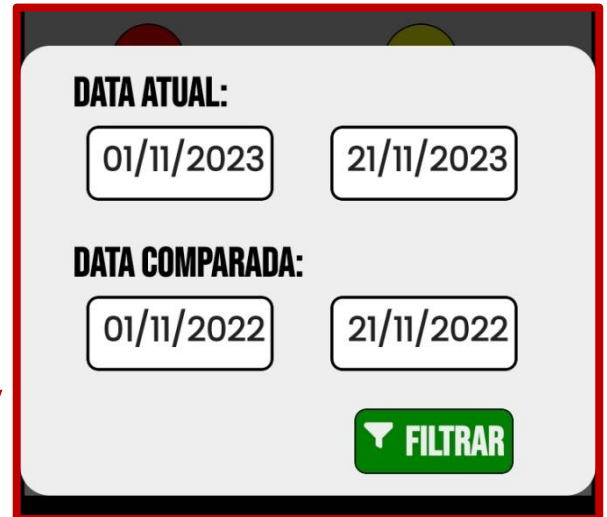 DATA ATUAL:
01/11/2023 21/11/2023
DATA COMPARADA:
01/11/2022 21/11/2022
FILTRAR